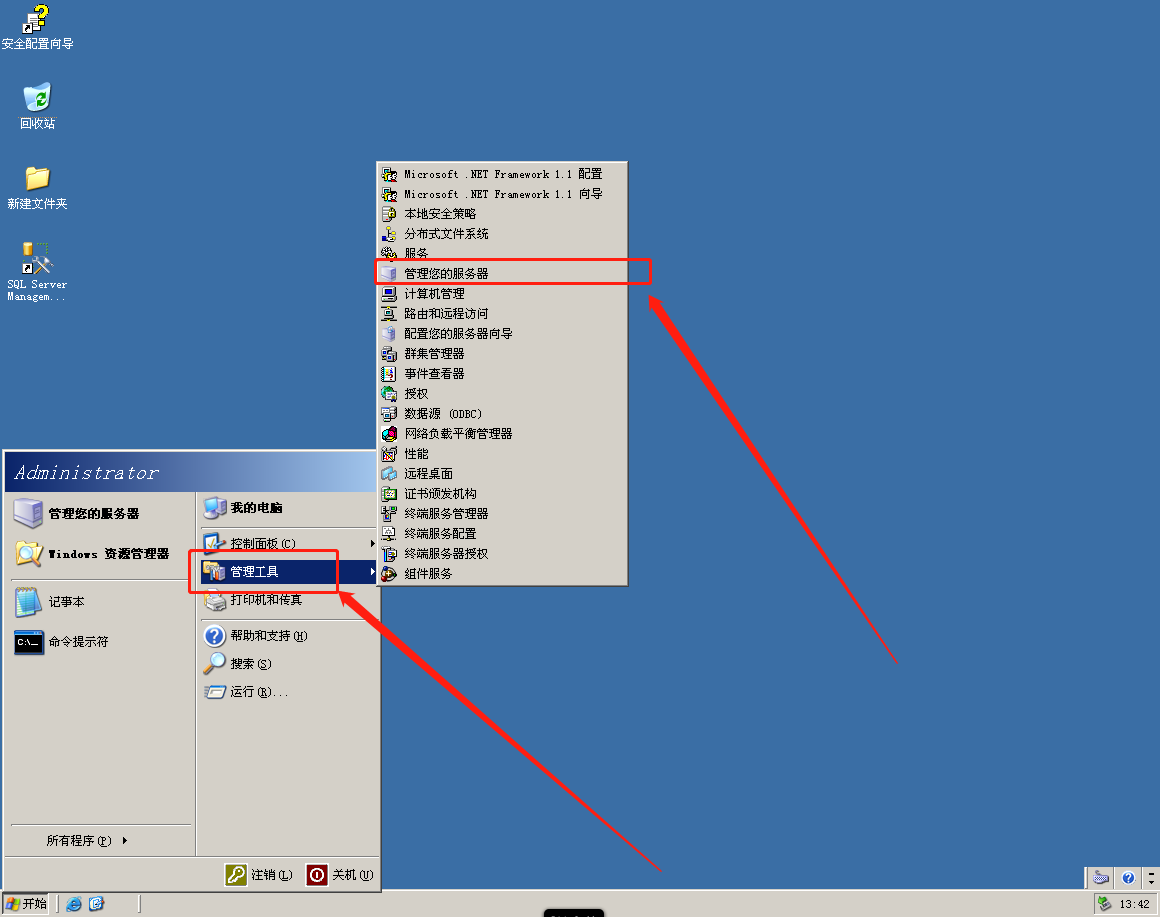 安全配置向导
回收站
新建文件夹
SQL Server
Managem...
Microsoft .NET Framework 1.1 配置
Microsoft .NET Framework 1.1 向导
本地安全策略
分布式文件系统
服务
管理您的服务器
计算机管理
路由和远程访问
配置您的服务器向导
群集管理器
事件查看器
授权
数据源 (ODBC)
网络负载平衡管理器
性能
远程桌面
证书颁发机构
终端服务管理器
终端服务配置
终端服务器授权
组件服务
Administrator
管理您的服务器
Windows 资源管理器
记事本
命令提示符
所有程序(P)
我的电脑
控制面板(C)
管理工具
打印机和传真
帮助和支持(H)
搜索(S)
运行(R)...
注销(L)
关机(U)
开始
13:42